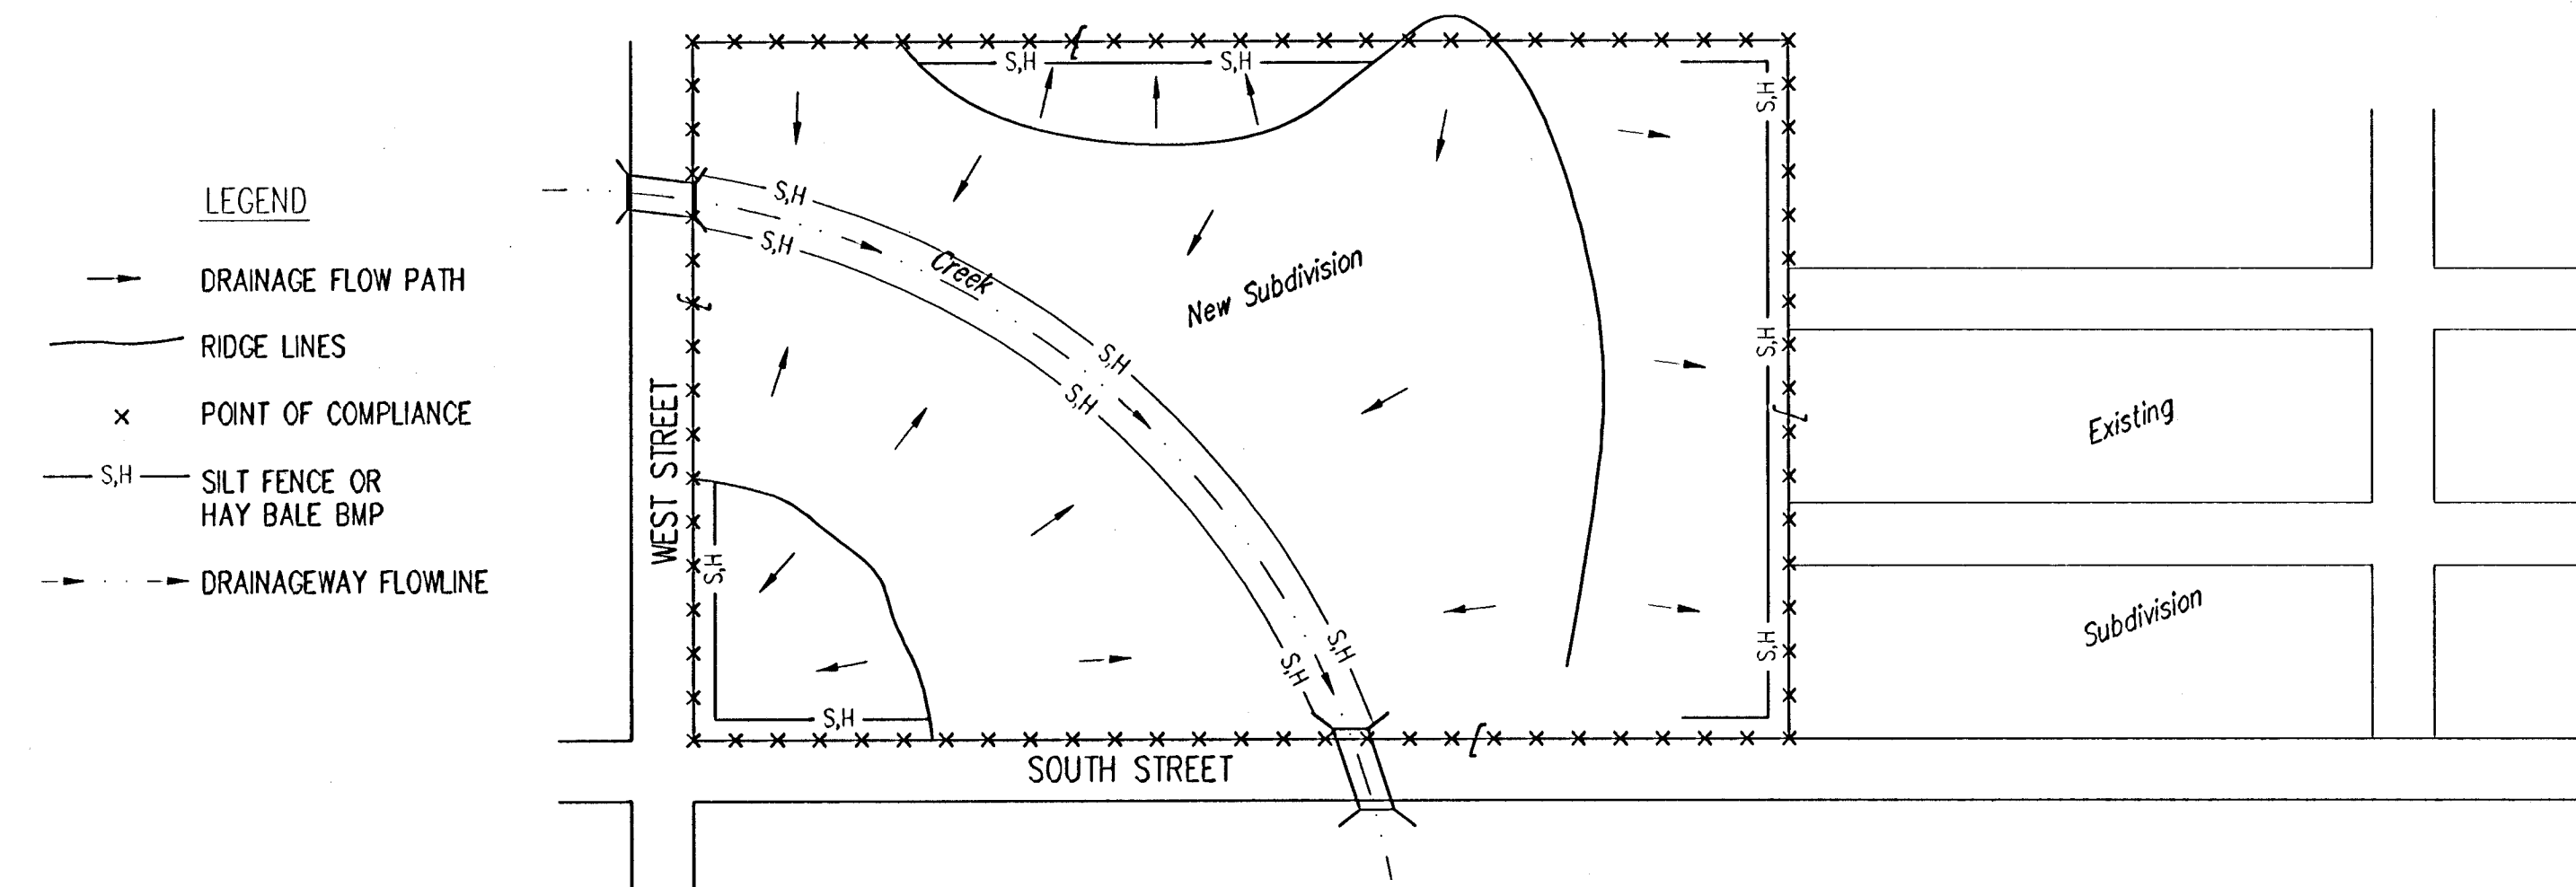 LEGEND
DRAINAGE FLOW PATH
RIDGE LINES
x POINT OF COMPLIANCE
S,H SILT FENCE OR
HAY BALE BMP
DRAINAGEWAY FLOWLINE
S,H
S,H
S,H
S,H
S,H
Creek
New Subdivision
S,H
S,H
S,H
WEST STREET
Existing
S,H
Subdivision
S,H
S,H
S,H
S,H
SOUTH STREET